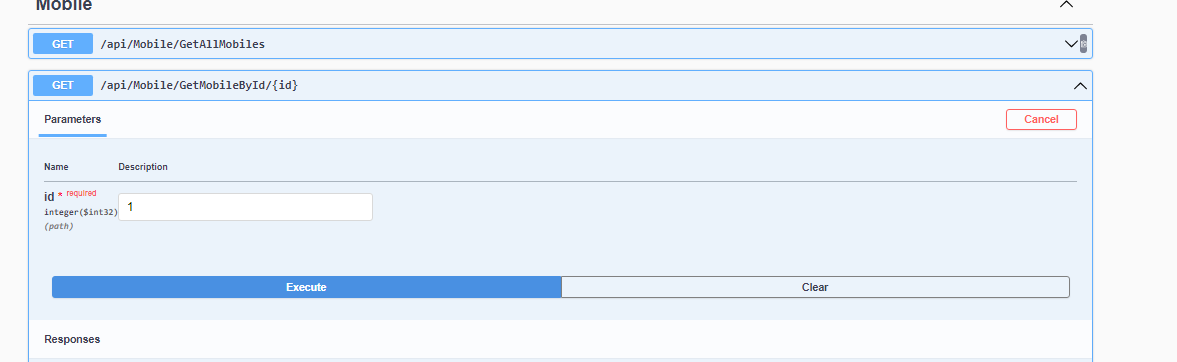 Mobile
GET /api/Mobile/GetAllMobiles
GET /api/Mobile/GetMobileById/{id}
Parameters Cancel
Name Description
id * required
integer($int32) 1
(path)
Execute Clear
Responses